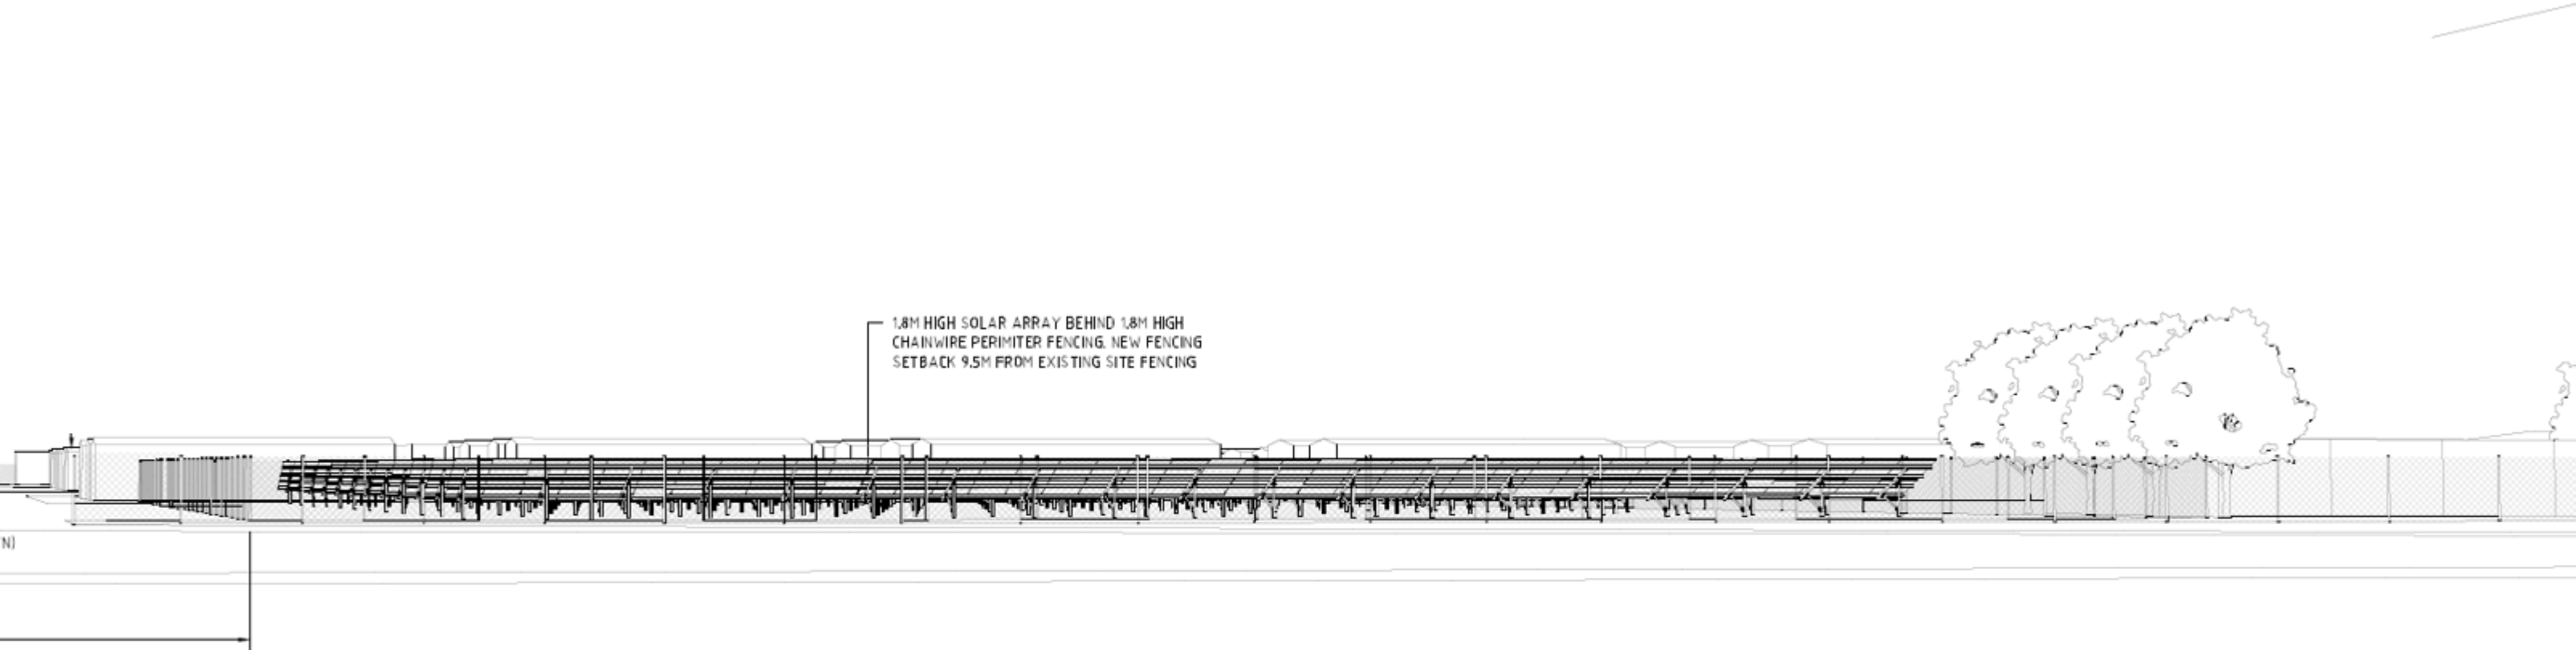 1.8M HIGH SOLAR ARRAY BEHIND 1.8M HIGH
CHAINWIRE PERIMITER FENCING. NEW FENCING
SETBACK 9.5M FROM EXISTING SITE FENCING
N)